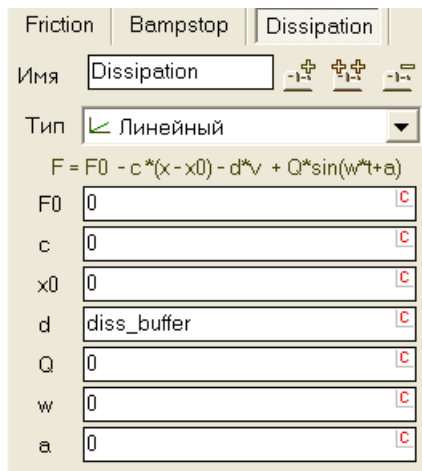 Friction Bampstop Dissipation
Имя Dissipation
Тип Линейный
F = F0 - c*(x-x0) - d*v + Q*sin(w*t+a)
F0 0 C
c 0 C
x0 0 C
d diss_buffer C
Q 0 C
w 0 C
a 0 C